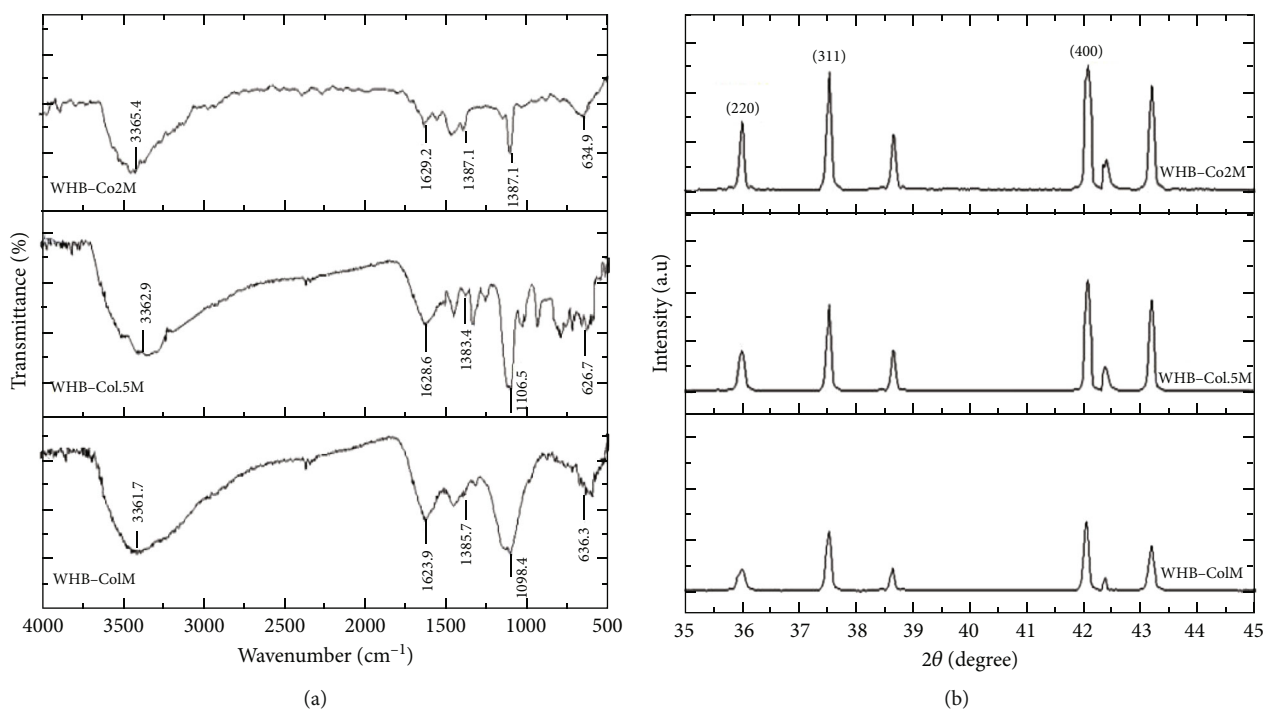 3365.4
1629.2
1387.1
1387.1
634.9
WHB–Co2M
3362.9
1628.6
1383.4
1106.5
626.7
WHB–Col.5M
3361.7
1623.9
1385.7
1098.4
636.3
WHB–ColM
Transmittance (%)
4000 3500 3000 2500 2000 1500 1000 500
Wavenumber (cm−1)
(a)
(220)
(311)
(400)
WHB–Co2M
WHB–Col.5M
WHB–ColM
Intensity (a.u)
35 36 37 38 39 40 41 42 43 44 45
2θ (degree)
(b)